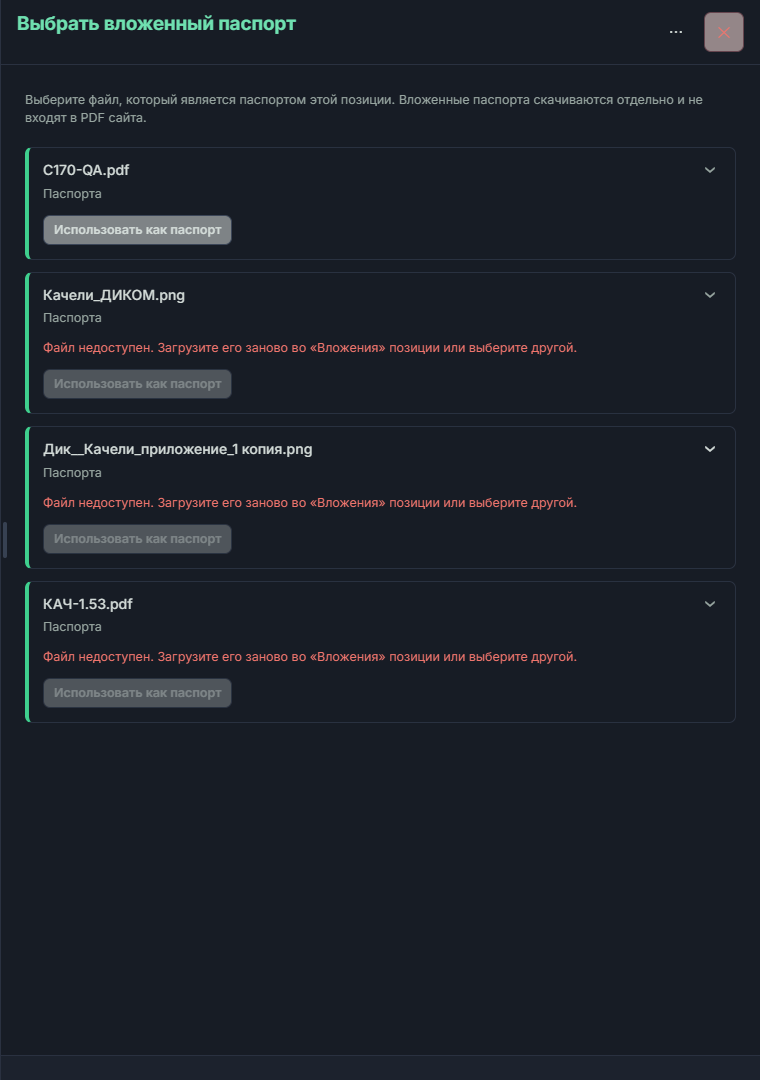 Выбрать вложенный паспорт
...
Выберите файл, который является паспортом этой позиции. Вложенные паспорта скачиваются отдельно и не
входят в PDF сайта.
C170-QA.pdf
Паспорта
Использовать как паспорт
Качели_ДИКОМ.png
Паспорта
Файл недоступен. Загрузите его заново во «Вложения» позиции или выберите другой.
Использовать как паспорт
Дик__Качели_приложение_1 копия.png
Паспорта
Файл недоступен. Загрузите его заново во «Вложения» позиции или выберите другой.
Использовать как паспорт
КАЧ-1.53.pdf
Паспорта
Файл недоступен. Загрузите его заново во «Вложения» позиции или выберите другой.
Использовать как паспорт